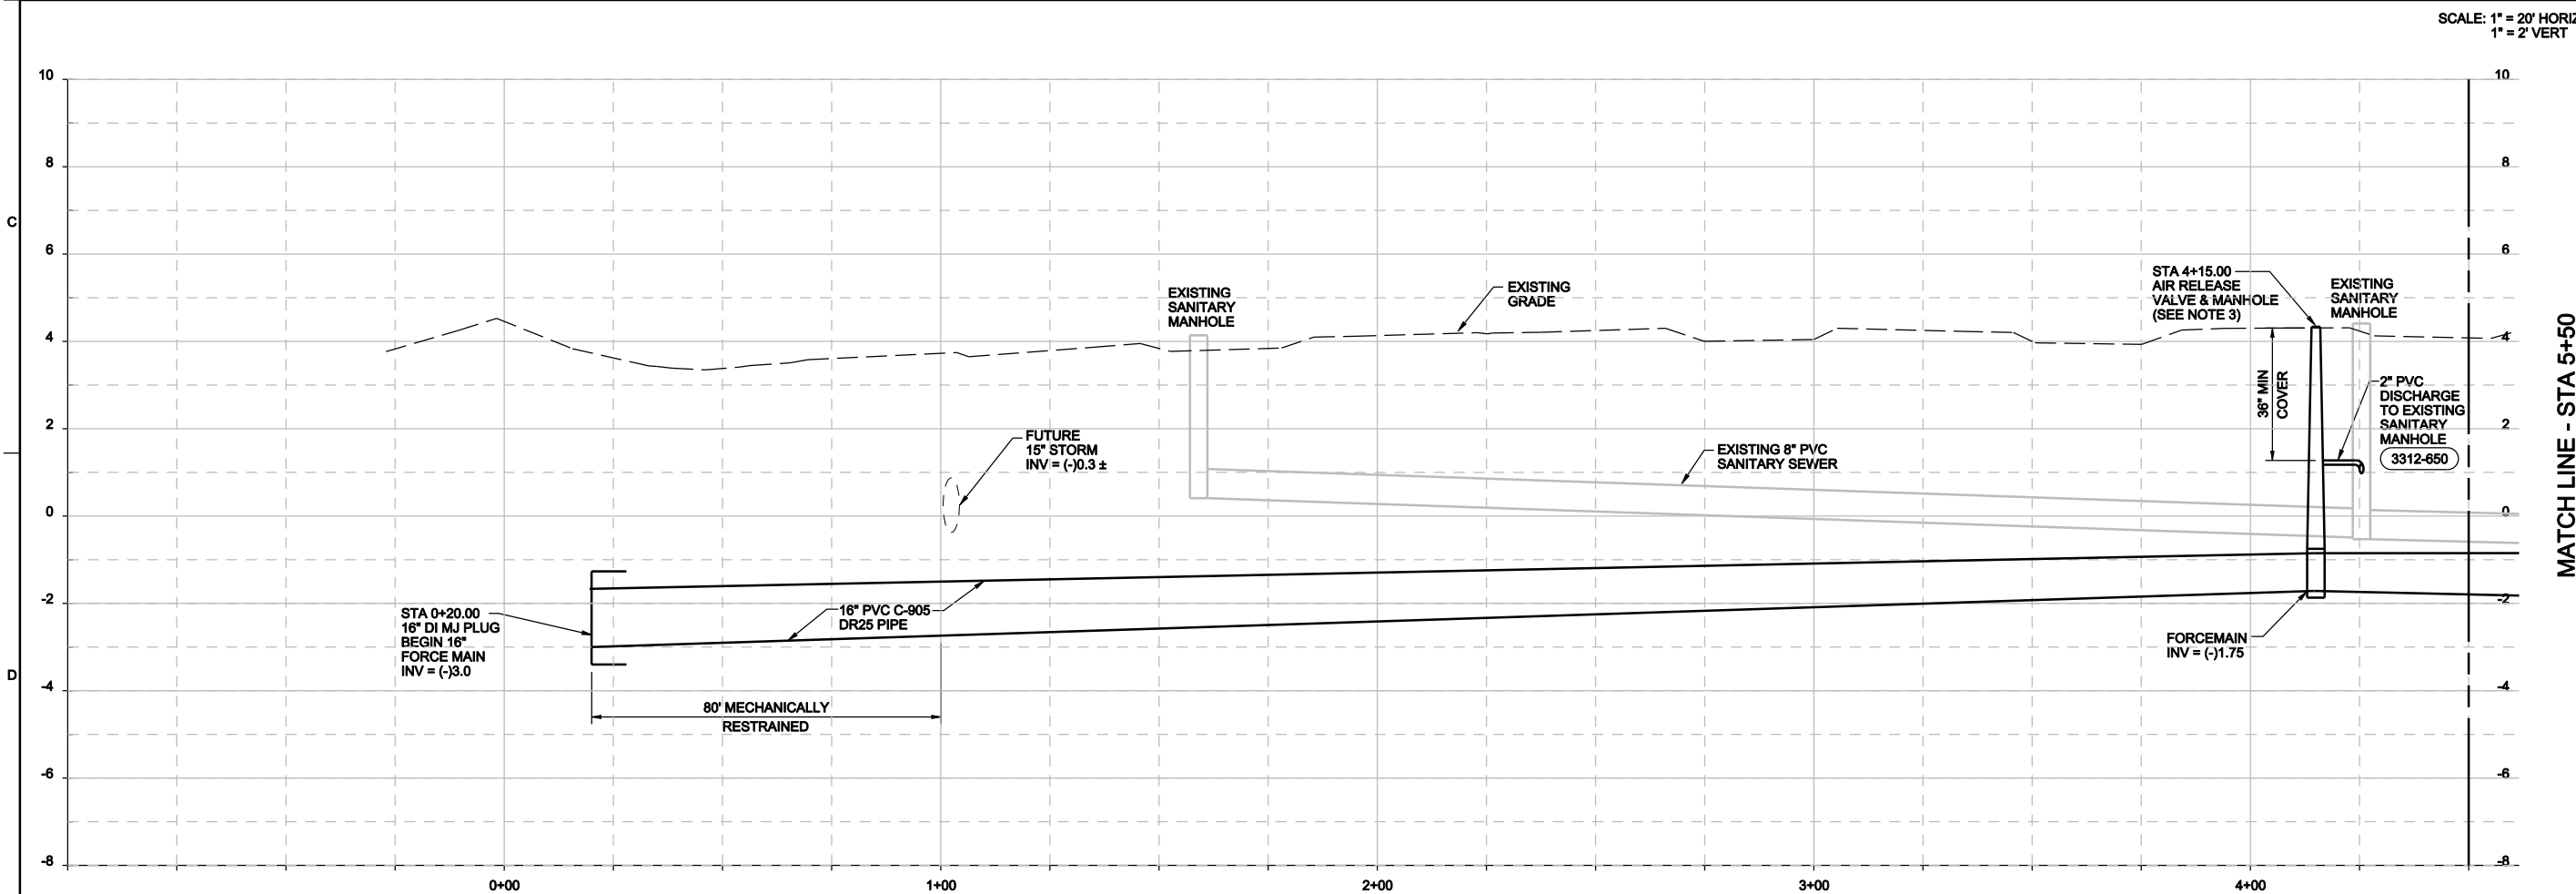 SCALE: 1" = 20' HORIZ
1" = 2' VERT
10
8
6
4
2
0
-2
-4
-6
-8
10
8
6
4
2
0
-2
-4
-6
-8
C
D
EXISTING
SANITARY
MANHOLE
EXISTING
GRADE
STA 4+15.00
AIR RELEASE
VALVE & MANHOLE
(SEE NOTE 3)
EXISTING
SANITARY
MANHOLE
36" MIN
COVER
2" PVC
DISCHARGE
TO EXISTING
SANITARY
MANHOLE
3312-650
MATCH LINE - STA 5+50
FUTURE
15" STORM
INV = (-)0.3 ±
EXISTING 8" PVC
SANITARY SEWER
STA 0+20.00
16" DI MJ PLUG
BEGIN 16"
FORCE MAIN
INV = (-)3.0
16" PVC C-905
DR25 PIPE
FORCEMAIN
INV = (-)1.75
80' MECHANICALLY
RESTRAINED
0+00
1+00
2+00
3+00
4+00